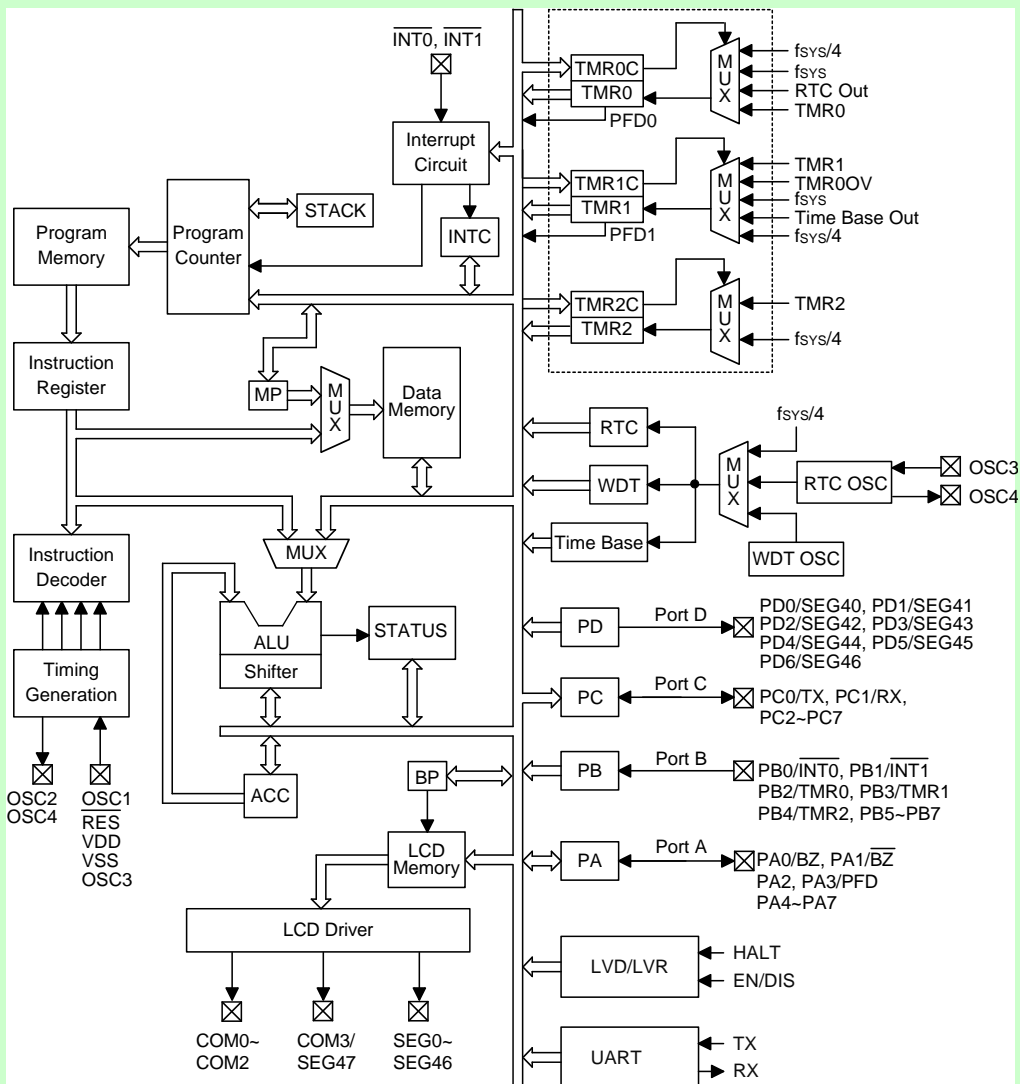 INT0, INT1
Interrupt
Circuit
INTC
STACK
Program
Memory
Program
Counter
Instruction
Register
MP
MUX
Data
Memory
Instruction
Decoder
MUX
ALU
Shifter
STATUS
Timing
Generation
OSC2
OSC4
OSC1
RES
VDD
VSS
OSC3
ACC
BP
LCD
Memory
LCD Driver
COM0~
COM2
COM3/
SEG47
SEG0~
SEG46
TMR0C
TMR0
PFD0
MUX
fSYS/4
fSYS
RTC Out
TMR0
TMR1C
TMR1
PFD1
MUX
TMR1
TMR0OV
fSYS
Time Base Out
fSYS/4
TMR2C
TMR2
MUX
TMR2
fSYS/4
RTC
WDT
Time Base
MUX
fSYS/4
RTC OSC
WDT OSC
OSC3
OSC4
PD
Port D
PD0/SEG40, PD1/SEG41
PD2/SEG42, PD3/SEG43
PD4/SEG44, PD5/SEG45
PD6/SEG46
PC
Port C
PC0/TX, PC1/RX,
PC2~PC7
PB
Port B
PB0/INT0, PB1/INT1
PB2/TMR0, PB3/TMR1
PB4/TMR2, PB5~PB7
PA
Port A
PA0/BZ, PA1/BZ
PA2, PA3/PFD
PA4~PA7
LVD/LVR
HALT
EN/DIS
UART
TX
RX